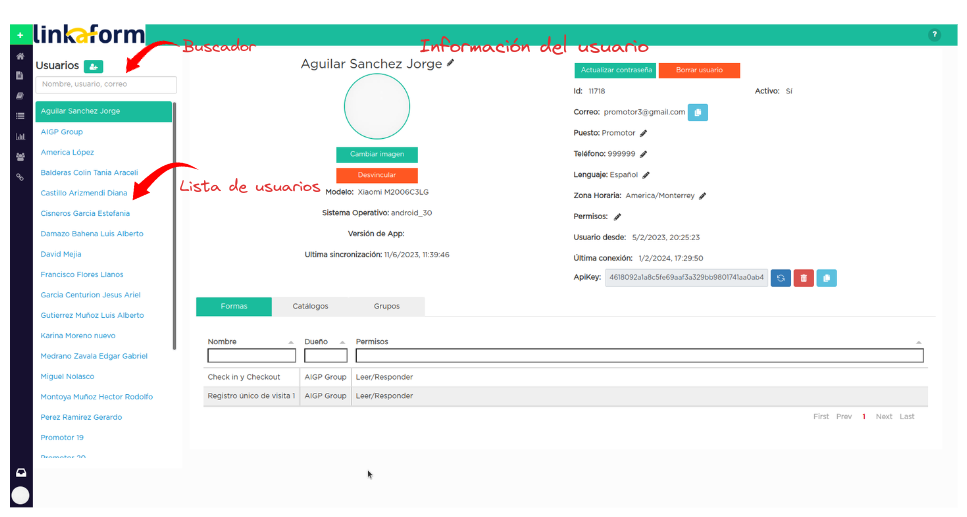 +
linkaform
?
Buscador
Información del usuario
Usuarios
Nombre, usuario, correo
Aguilar Sanchez Jorge
AIGP Group
America López
Balderas Colin Tania Araceli
Castillo Arizmendi Diana
Cisneros Garcia Estefania
Damazo Bahena Luis Alberto
David Mejia
Francisco Flores Llanos
Garcia Centurion Jesus Ariel
Gutierrez Muñoz Luis Alberto
Karina Moreno nuevo
Medrano Zavala Edgar Gabriel
Miguel Nolasco
Montoya Muñoz Hector Rodolfo
Perez Ramirez Gerardo
Promotor 19
Promotor 20
Lista de usuarios
Aguilar Sanchez Jorge
Cambiar imagen
Desvincular
Modelo: Xiaomi M2006C3LG
Sistema Operativo: android_30
Versión de App:
Ultima sincronización: 11/6/2023, 11:39:46
Actualizar contraseña Borrar usuario
Id: 11718 Activo: Sí
Correo: promotor3@gmail.com
Puesto: Promotor
Teléfono: 999999
Lenguaje: Español
Zona Horaria: America/Monterrey
Permisos:
Usuario desde: 5/2/2023, 20:25:23
Última conexión: 1/2/2024, 17:29:50
ApiKey: 4618092a1a8c5fe69aaf3a329bb9801741aa0ab4
Formas Catálogos Grupos
Nombre Dueño Permisos
Check in y Checkout AIGP Group Leer/Responder
Registro único de visita 1 AIGP Group Leer/Responder
First Prev 1 Next Last